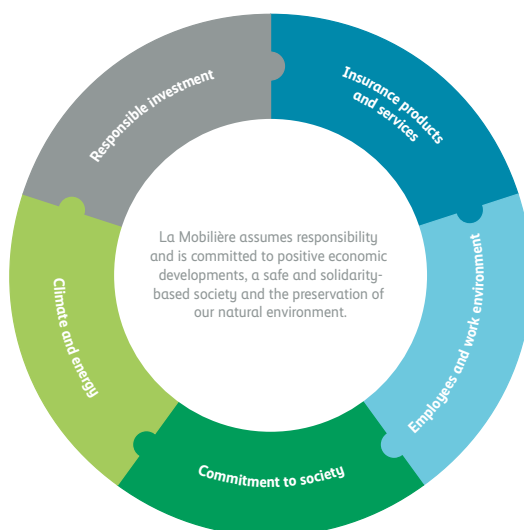 Responsible investment
Insurance products
and services
La Mobilière assumes responsibility
and is committed to positive economic
developments, a safe and solidarity-
based society and the preservation of
our natural environment.
Climate and energy
Employees and work environment
Commitment to society